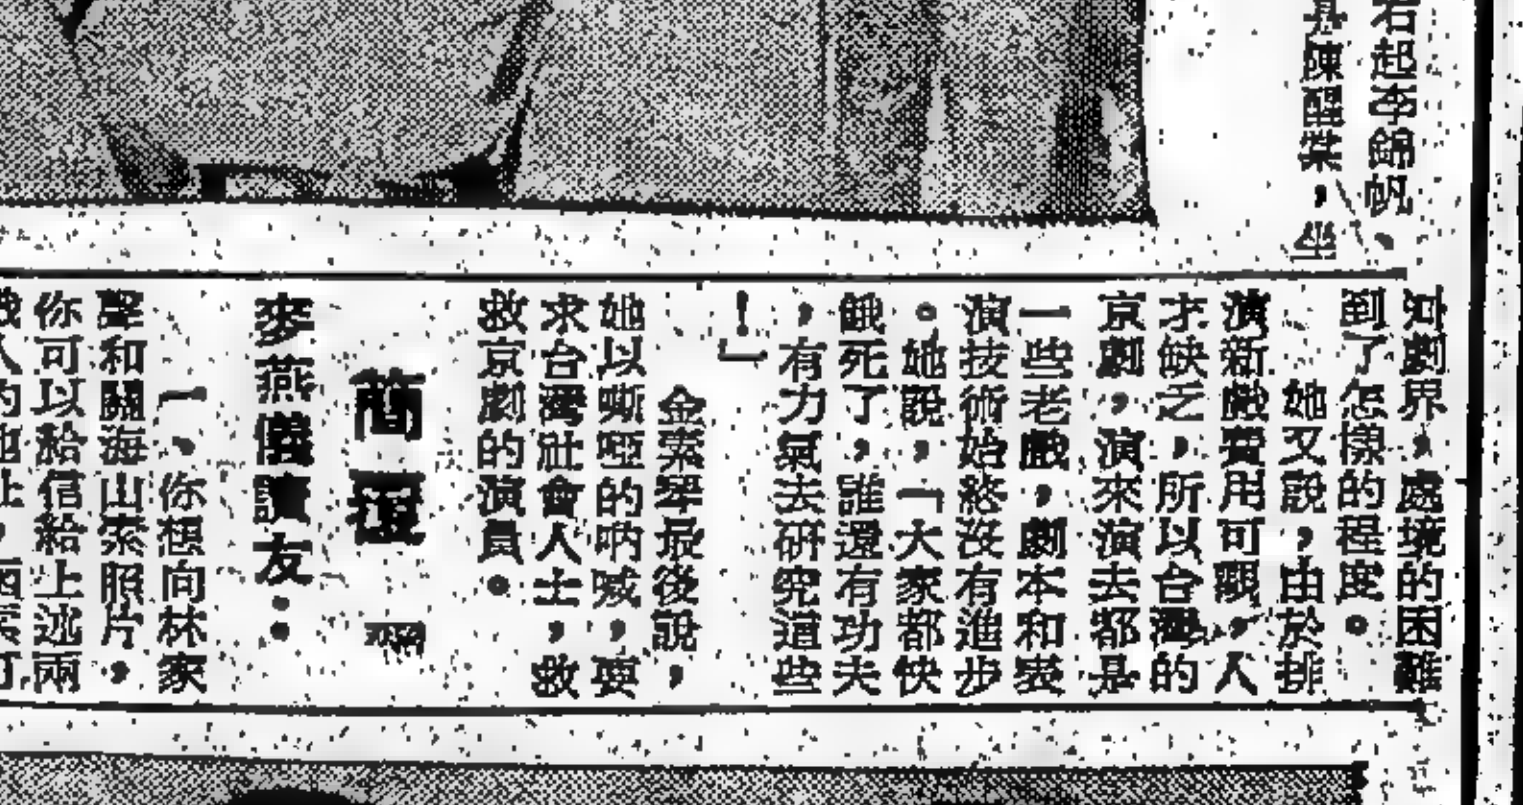 右起李錦帆、
陳醒棠，坐
劇界，處境的困難
到了怎樣的程度。
她又說，由於排
演新戲費用可觀，人
才缺乏，所以台灣的
京劇，演來演去都是
一些老戲，劇本和表
演技術始終沒有進步
。她說，「大家都快
餓死了，誰還有功夫
，有力氣去研究這些
！」
金素琴最後說，
她以嘶啞的吶喊，要
求台灣社會人士，救
救京劇的演員。
簡覆
麥燕儀讀友：
一、你想向林家
聲和關海山索照片，
你可以給信給上述兩